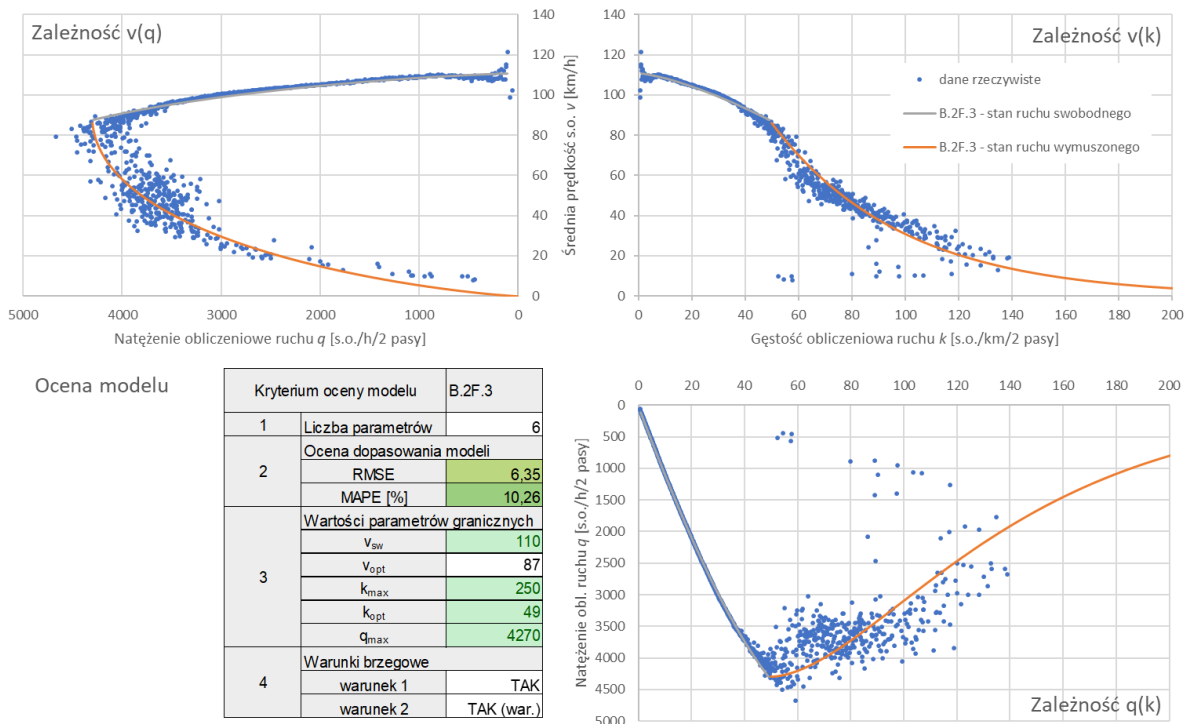 Zależność v(q)
140
120
100
80
60
40
20
0
Średnia prędkość s.o. v [km/h]
5000 4000 3000 2000 1000 0
Natężenie obliczeniowe ruchu q [s.o./h/2 pasy]
Zależność v(k)
140
120
100
80
60
40
20
0
dane rzeczywiste
B.2F.3 - stan ruchu swobodnego
B.2F.3 - stan ruchu wymuszonego
0 20 40 60 80 100 120 140 160 180 200
Gęstość obliczeniowa ruchu k [s.o./km/2 pasy]
Ocena modelu
Kryterium oceny modelu B.2F.3
1 Liczba parametrów 6
2 Ocena dopasowania modeli
RMSE 6,35
MAPE [%] 10,26
3 Wartości parametrów granicznych
vsw 110
vopt 87
kmax 250
kopt 49
qmax 4270
4 Warunki brzegowe
warunek 1 TAK
warunek 2 TAK (war.)
0 20 40 60 80 100 120 140 160 180 200
0
500
1000
1500
2000
2500
3000
3500
4000
4500
5000
Natężenie obl. ruchu q [s.o./h/2 pasy]
Zależność q(k)